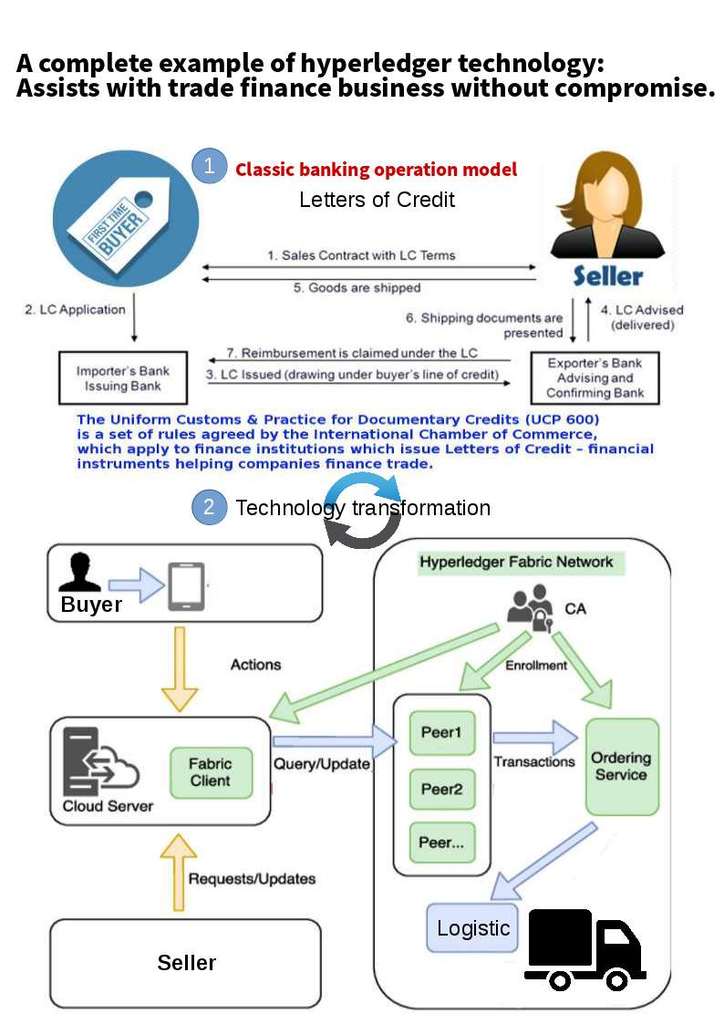 A complete example of hyperledger technology:
Assists with trade finance business without compromise.
1
Classic banking operation model
Letters of Credit
FIRST TIME
BUYER
Seller
1. Sales Contract with LC Terms
5. Goods are shipped
2. LC Application
6. Shipping documents are
presented
4. LC Advised
(delivered)
Importer's Bank
Issuing Bank
7. Reimbursement is claimed under the LC
3. LC Issued (drawing under buyer's line of credit)
Exporter's Bank
Advising and
Confirming Bank
The Uniform Customs & Practice for Documentary Credits (UCP 600)
is a set of rules agreed by the International Chamber of Commerce,
which apply to finance institutions which issue Letters of Credit – financial
instruments helping companies finance trade.
2
Technology transformation
Buyer
Hyperledger Fabric Network
CA
Actions
Enrollment
Cloud Server
Fabric
Client
Query/Update
Peer1
Peer2
Peer...
Transactions
Ordering
Service
Requests/Updates
Seller
Logistic